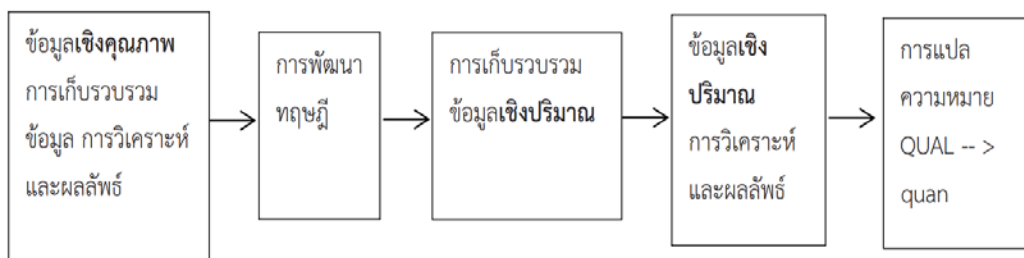 ข้อมูลเชิงคุณภาพ
การเก็บรวบรวม
ข้อมูล การวิเคราะห์
และผลลัพธ์
การพัฒนา
ทฤษฎี
การเก็บรวบรวม
ข้อมูลเชิงปริมาณ
ข้อมูลเชิง
ปริมาณ
การวิเคราะห์
และผลลัพธ์
การแปล
ความหมาย
QUAL -- >
quan